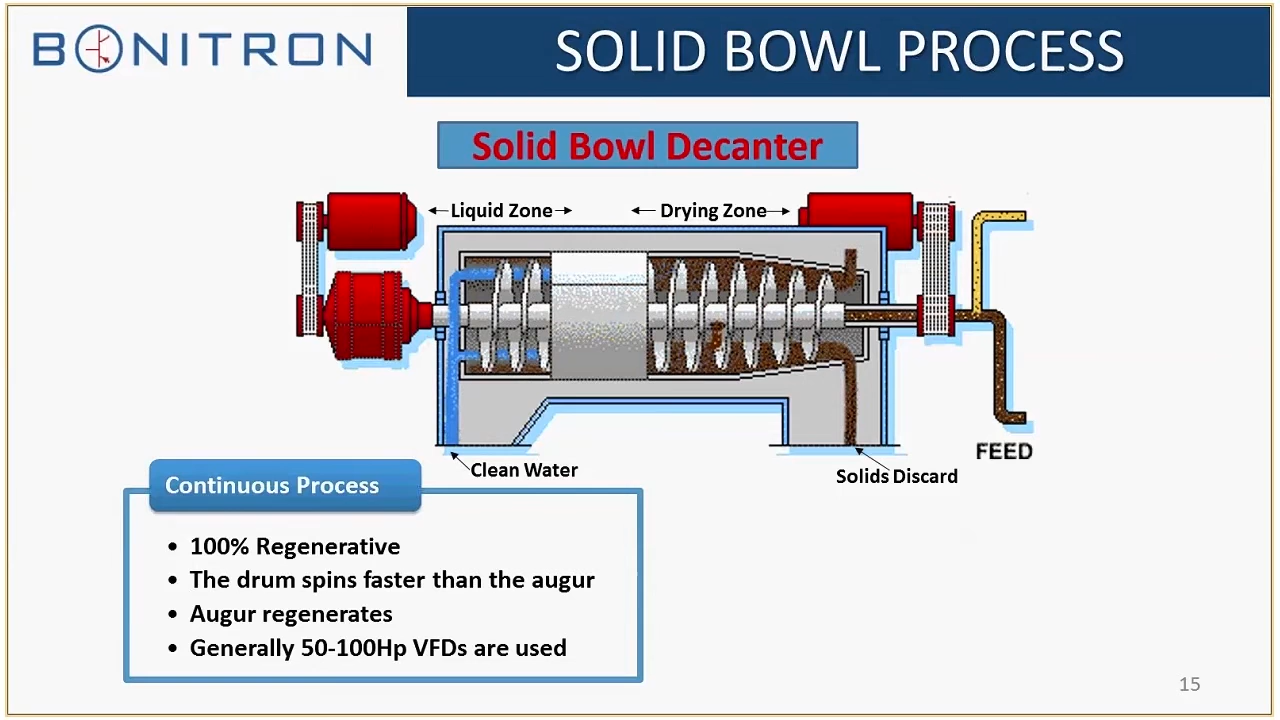 BONITRON
SOLID BOWL PROCESS
Solid Bowl Decanter
Liquid Zone
Drying Zone
FEED
Clean Water
Solids Discard
Continuous Process
• 100% Regenerative
• The drum spins faster than the augur
• Augur regenerates
• Generally 50-100Hp VFDs are used
15